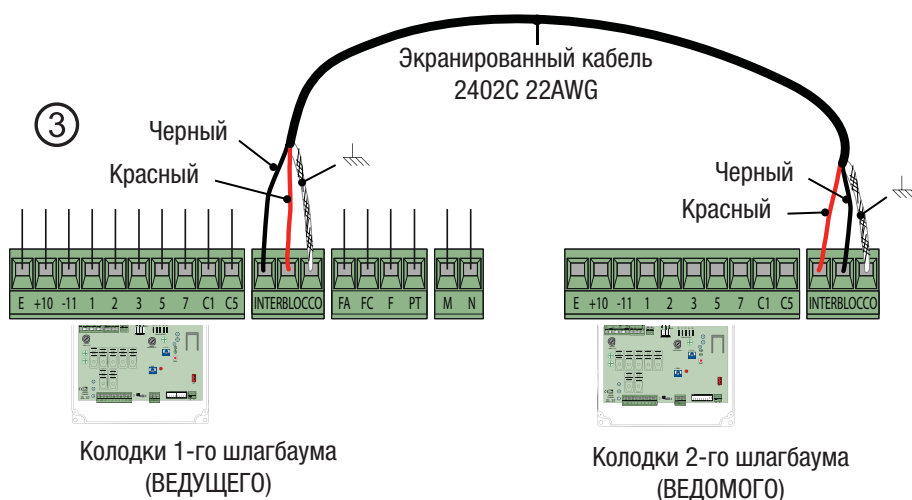 Экранированный кабель
2402C 22AWG
3
Черный
Красный
Черный
Красный
E +10 -11 1 2 3 5 7 C1 C5 INTERBLOCCO FA FC F PT M N
E +10 -11 1 2 3 5 7 C1 C5 INTERBLOCCO
Колодки 1-го шлагбаума
(ВЕДУЩЕГО)
Колодки 2-го шлагбаума
(ВЕДОМОГО)